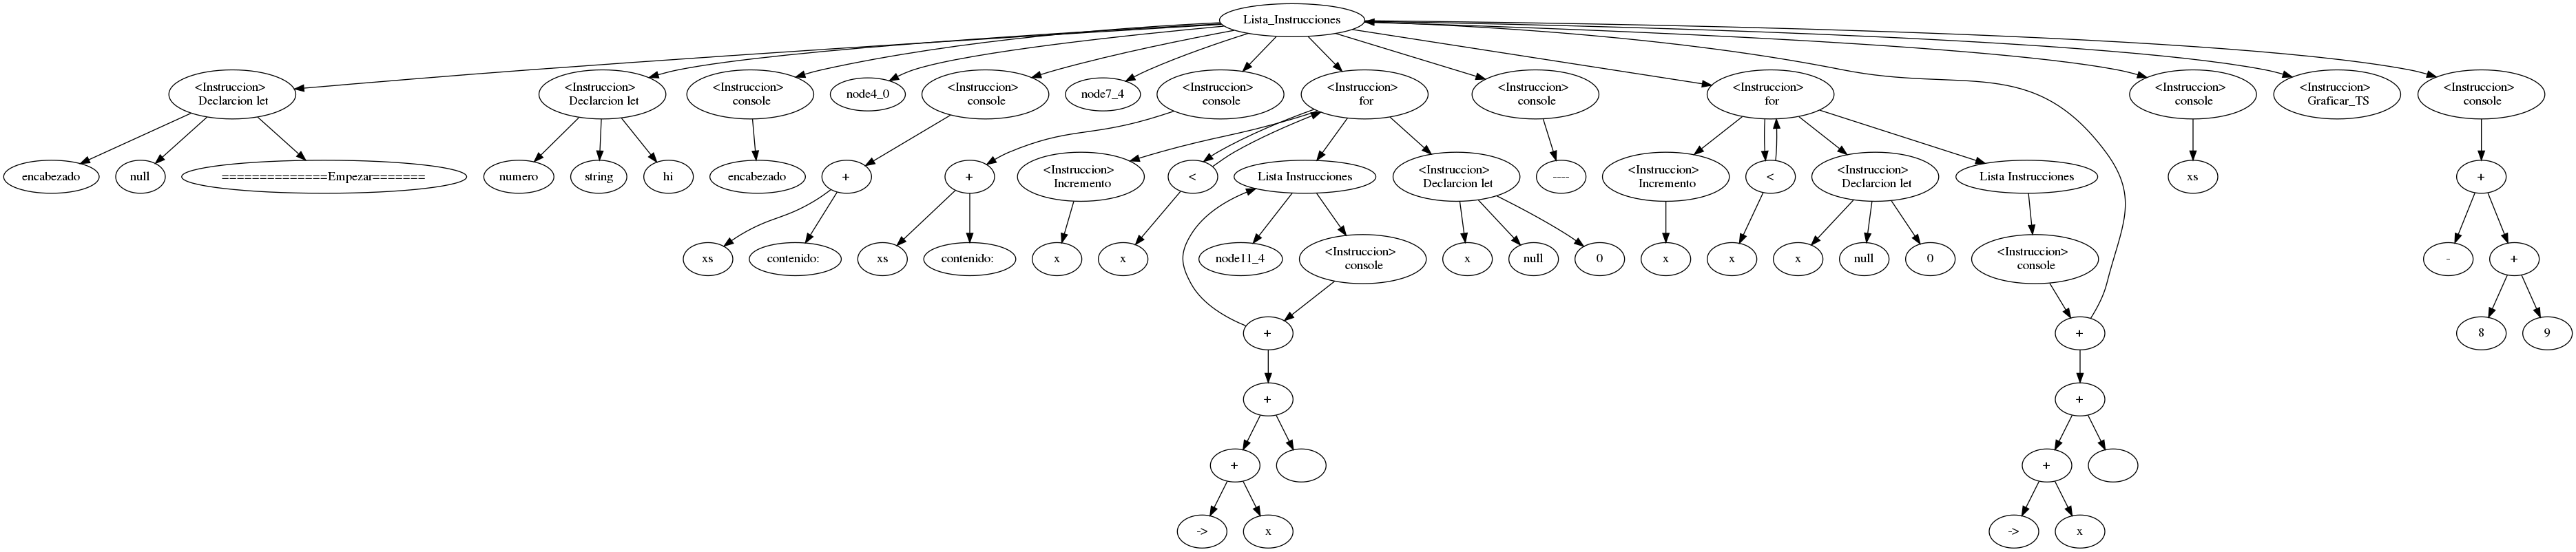 Lista_Instrucciones
<Instruccion>
Declarcion let
<Instruccion>
Declarcion let
<Instruccion>
console
node4_0
<Instruccion>
console
node7_4
<Instruccion>
console
<Instruccion>
for
<Instruccion>
console
<Instruccion>
for
<Instruccion>
console
<Instruccion>
Graficar_TS
<Instruccion>
console
encabezado
null
==============Empezar=======
numero
string
hi
encabezado
+
+
<Instruccion>
Incremento
<
Lista Instrucciones
<Instruccion>
Declarcion let
----
<Instruccion>
Incremento
<
<Instruccion>
Declarcion let
Lista Instrucciones
xs
+
xs
contenido:
xs
contenido:
x
x
node11_4
<Instruccion>
console
x
null
0
x
x
x
null
0
<Instruccion>
console
-
+
+
+
8
9
+
+
+
+
->
x
->
x